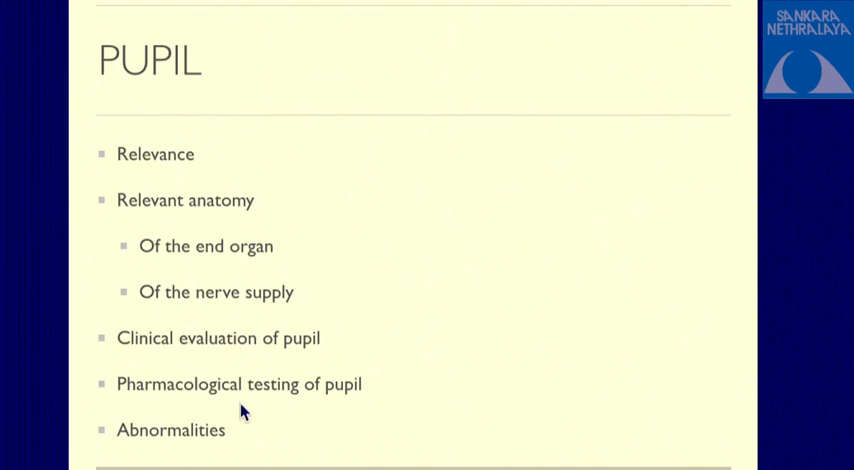 SANKARA
NETHRALAYA
PUPIL
Relevance
Relevant anatomy
Of the end organ
Of the nerve supply
Clinical evaluation of pupil
Pharmacological testing of pupil
Abnormalities